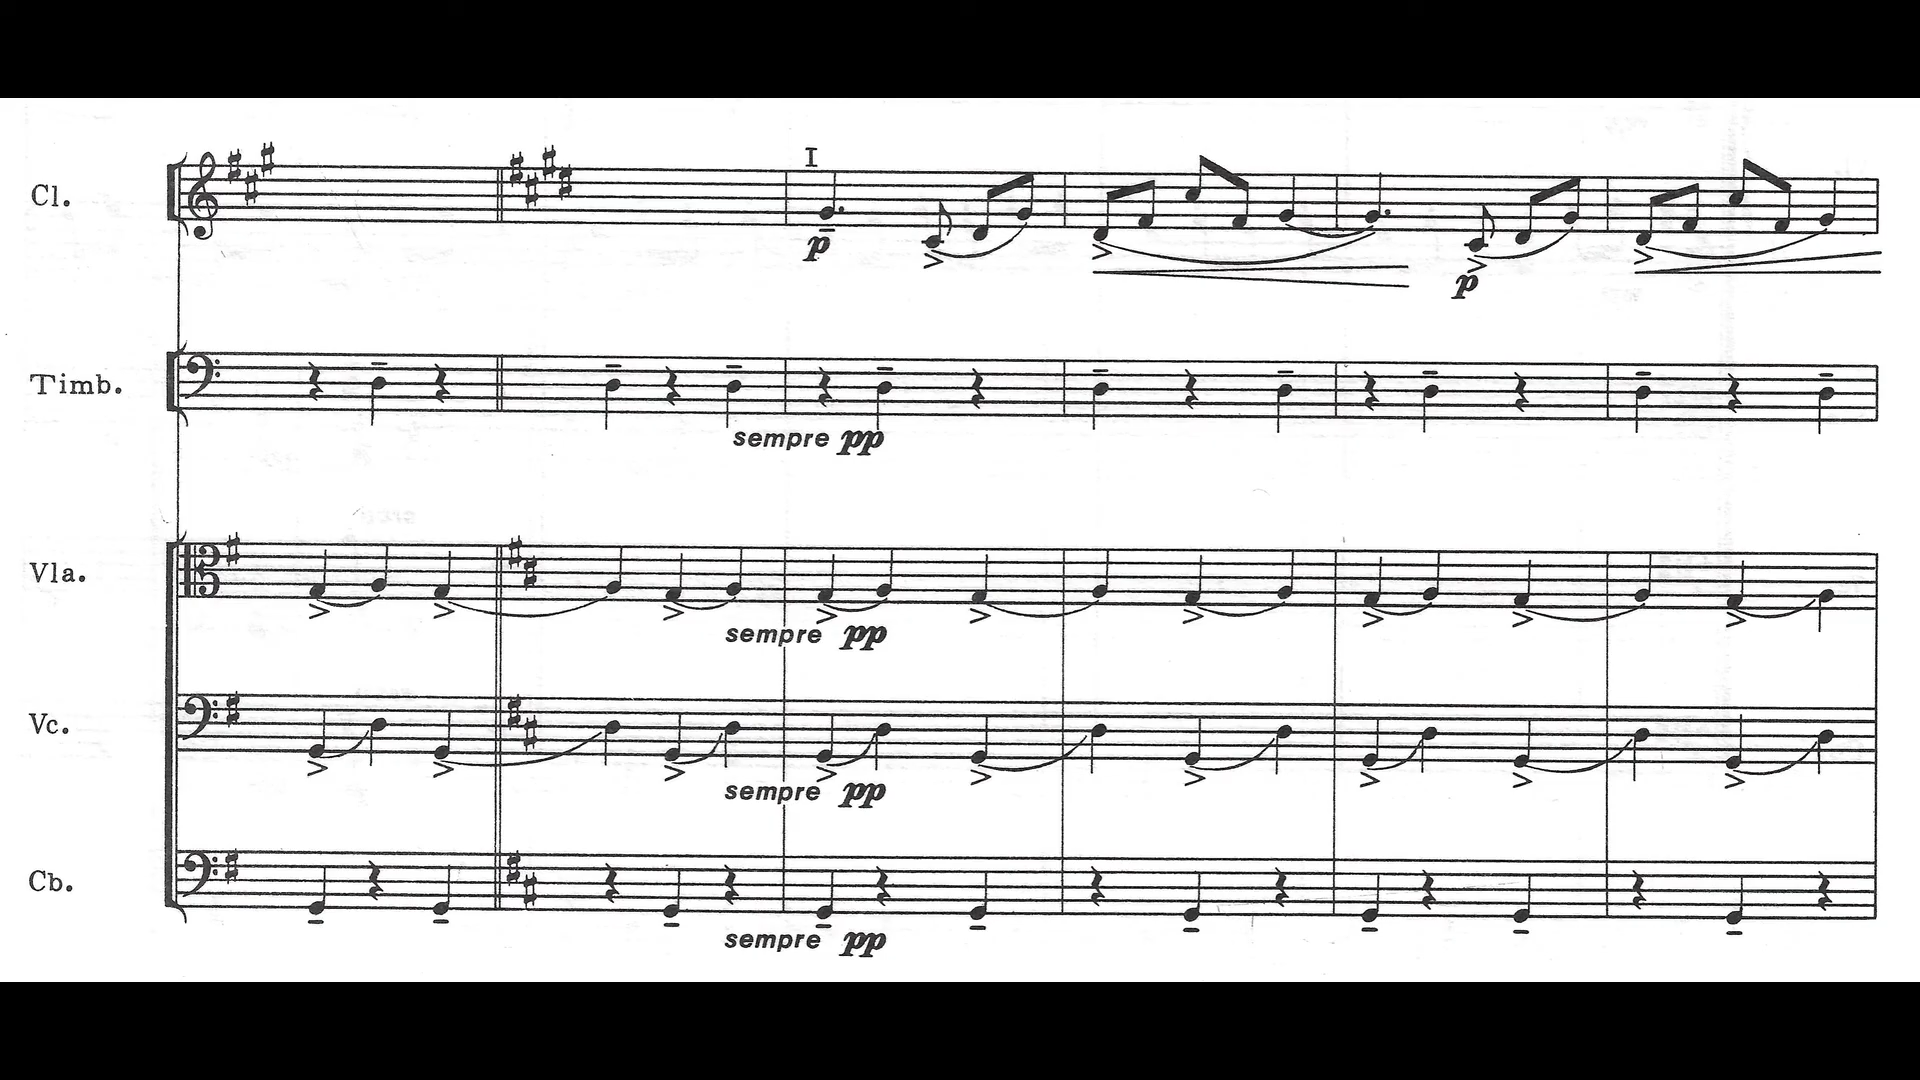 I
Cl.
p
p
Timb.
sempre pp
Vla.
sempre pp
Vc.
sempre pp
Cb.
sempre pp